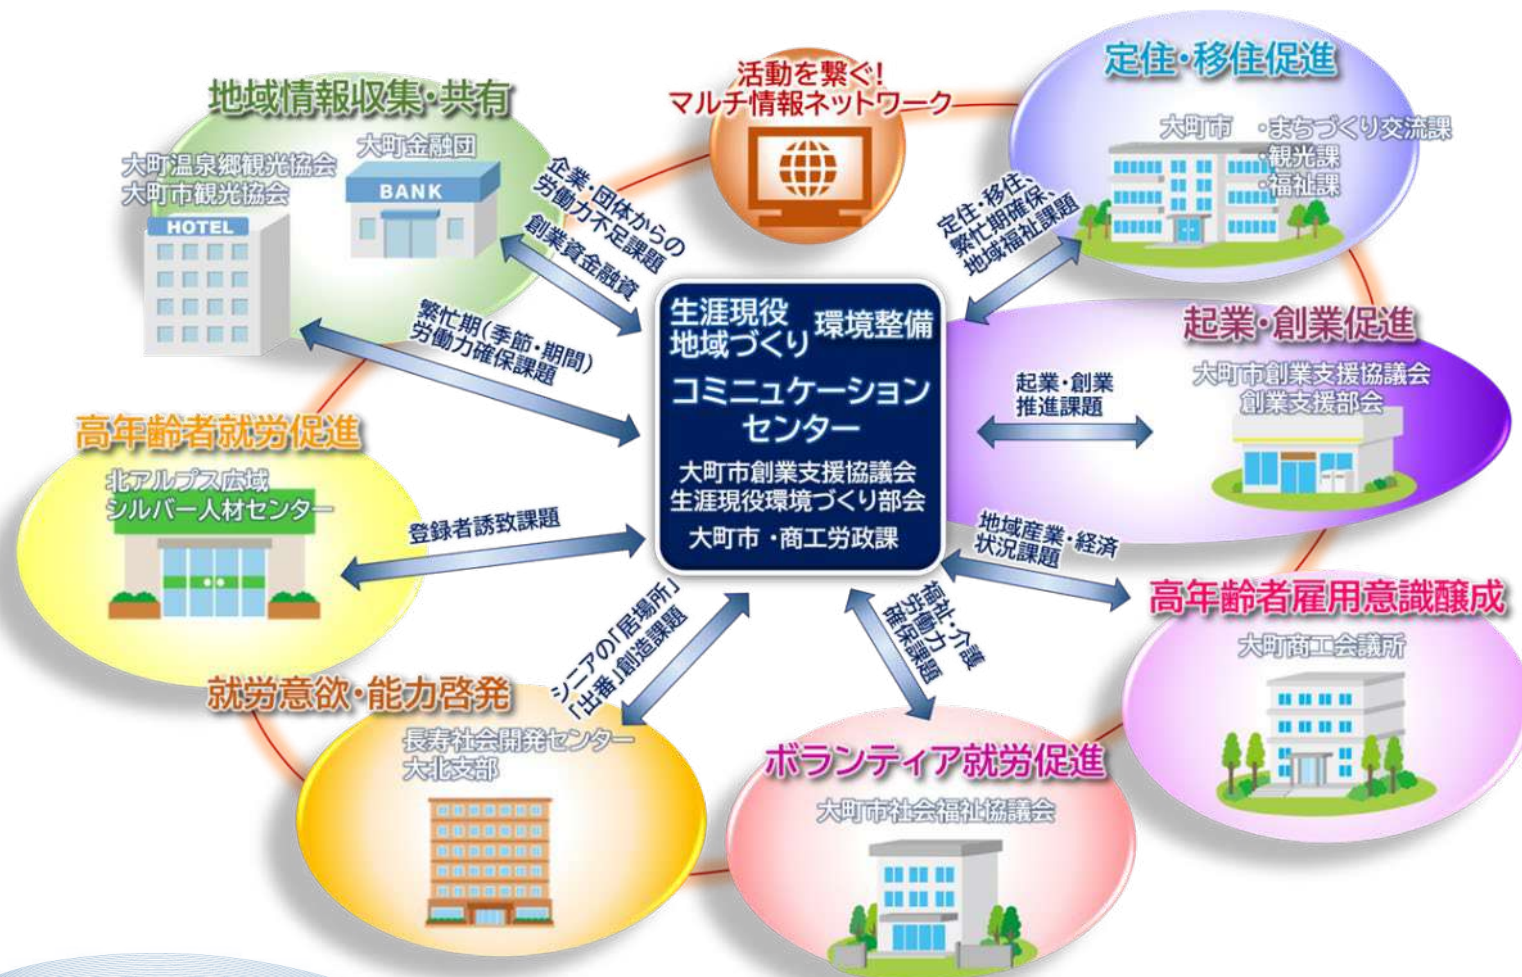 活動を繋ぐ!
マルチ情報ネットワーク
定住・移住促進
大町市 ・まちづくり交流課
・観光課
・福祉課
地域情報収集・共有
大町金融団
大町温泉郷観光協会
大町市観光協会
BANK
HOTEL
企業・団体からの
労働力不足課題
創業資金融資
定住・移住、
繁忙期確保、
地域福祉課題
繁忙期(季節・期間)
労働力確保課題
生涯現役
地域づくり
環境整備
コミニュケーション
センター
大町市創業支援協議会
生涯現役環境づくり部会
大町市・商工労政課
起業・創業促進
大町市創業支援協議会
創業支援部会
起業・創業
推進課題
高年齢者就労促進
北アルプス広域
シルバー人材センター
登録者誘致課題
地域産業・経済
状況課題
高年齢者雇用意識醸成
大町商工会議所
シニアの「居場所」
「出番」創造課題
福祉・介護
労働力
確保課題
就労意欲・能力啓発
長寿社会開発センター
大北支部
ボランティア就労促進
大町市社会福祉協議会